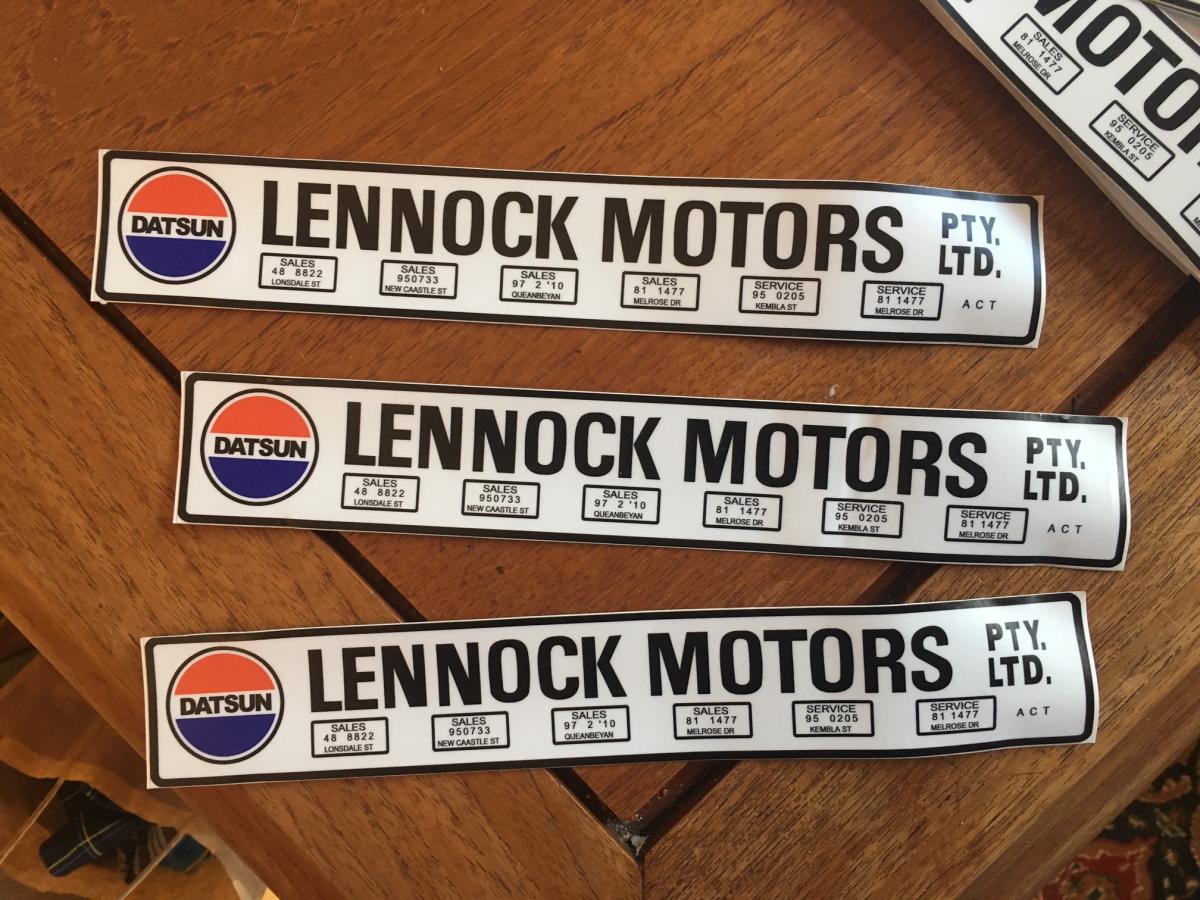 DATSUN
LENNOCK MOTORS
PTY.
LTD.
SALES
48 8822
LONSDALE ST
SALES
950733
NEW CAASTLE ST
SALES
97 2 '10
QUEANBEYAN
SALES
81 1477
MELROSE DR
SERVICE
95 0205
KEMBLA ST
SERVICE
81 1477
MELROSE DR
ACT
DATSUN
LENNOCK MOTORS
PTY.
LTD.
SALES
48 8822
LONSDALE ST
SALES
950733
NEW CAASTLE ST
SALES
97 2 '10
QUEANBEYAN
SALES
81 1477
MELROSE DR
SERVICE
95 0205
KEMBLA ST
SERVICE
81 1477
MELROSE DR
ACT
DATSUN
LENNOCK MOTORS
PTY.
LTD.
SALES
48 8822
LONSDALE ST
SALES
950733
NEW CAASTLE ST
SALES
97 2 '10
QUEANBEYAN
SALES
81 1477
MELROSE DR
SERVICE
95 0205
KEMBLA ST
SERVICE
81 1477
MELROSE DR
ACT
MOTO
SALES
81 1477
MELROSE DR
SERVICE
95 0205
KEMBLA ST